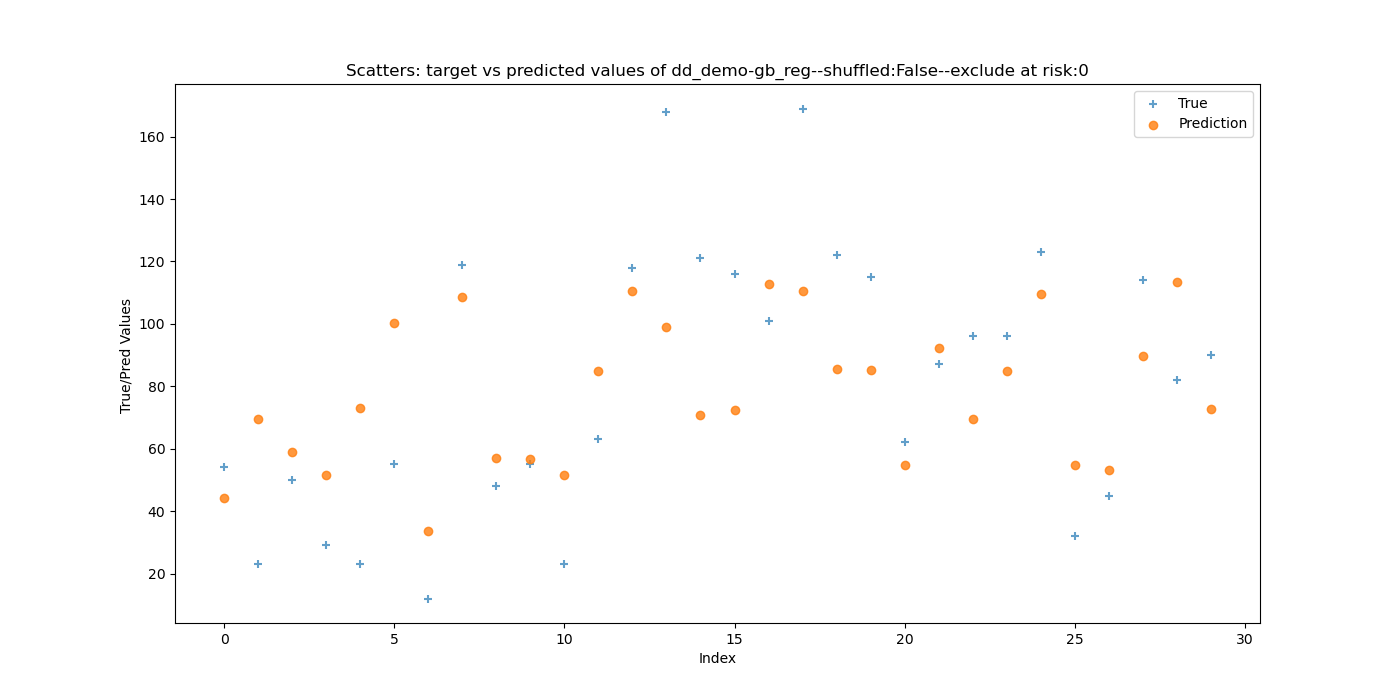 Scatters: target vs predicted values of dd_demo-gb_reg--shuffled:False--exclude at risk:0
True
Prediction
True/Pred Values
160
140
120
100
80
60
40
20
0 5 10 15 20 25 30
Index